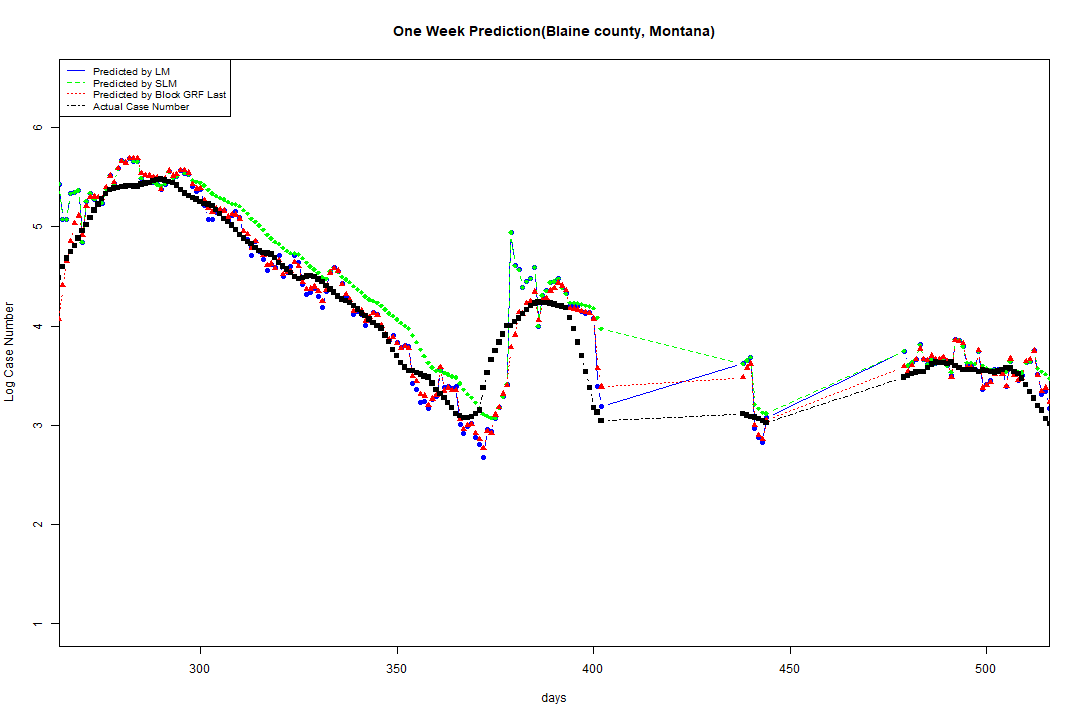 One Week Prediction(Blaine county, Montana)
Predicted by LM
Predicted by SLM
Predicted by Block GRF Last
Actual Case Number
6
5
4
3
2
1
Log Case Number
300 350 400 450 500
days